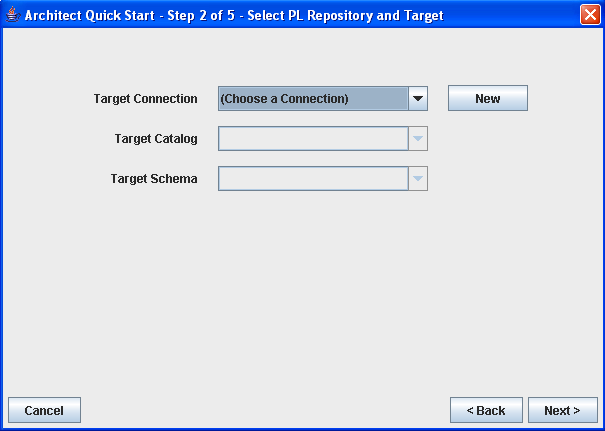 Architect Quick Start - Step 2 of 5 - Select PL Repository and Target
Target Connection (Choose a Connection) New
Target Catalog
Target Schema
Cancel < Back Next >